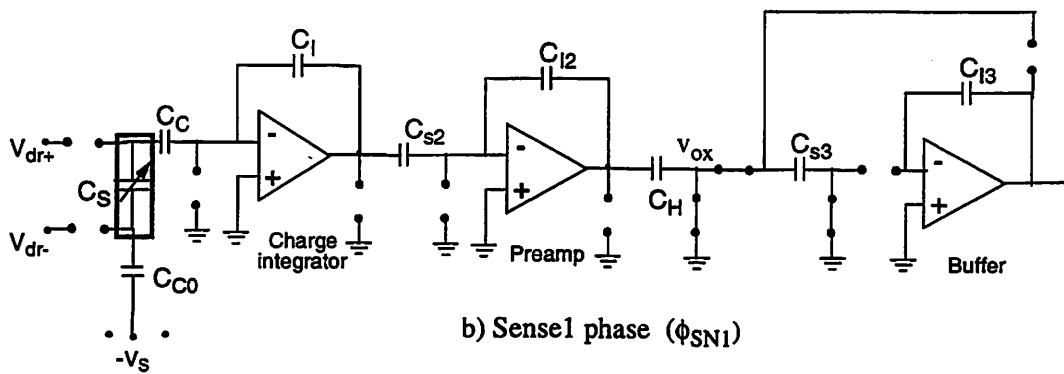 C_I
C_I2
C_I3
C_C
V_dr+
C_s2
v_ox
C_s3
C_S
C_H
V_dr-
Charge
integrator
Preamp
Buffer
C_C0
b) Sense1 phase (ϕ_SN1)
-v_s
- + - + - +